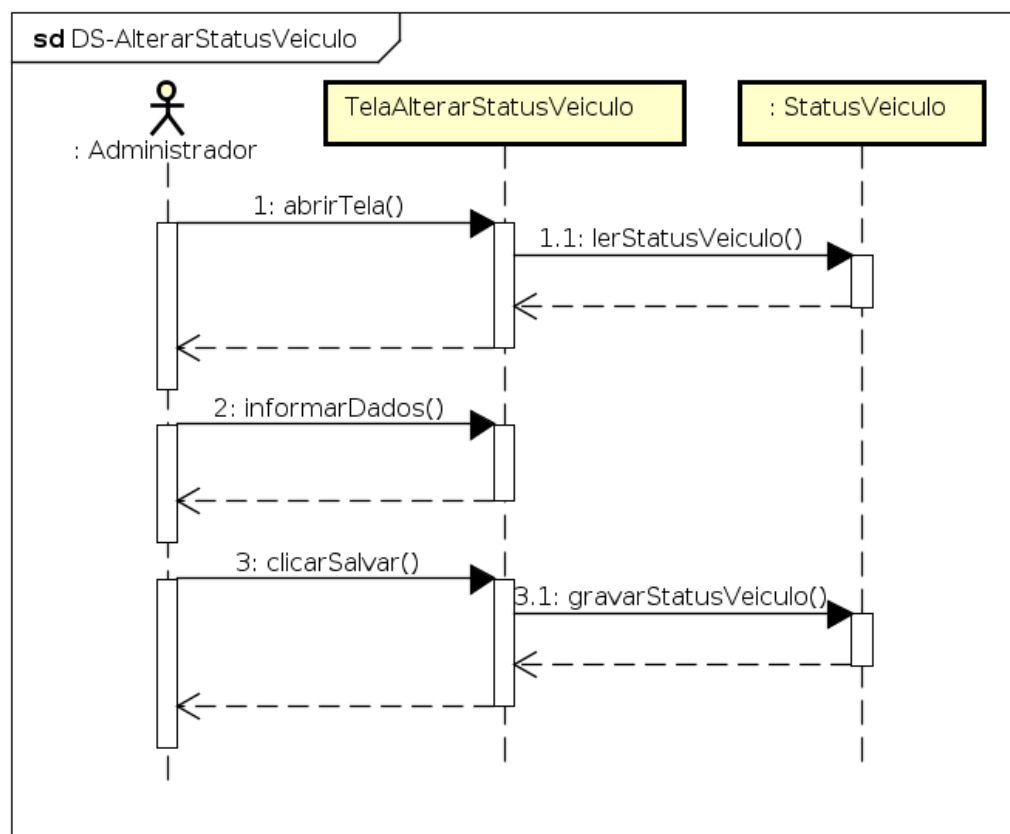 sd DS-AlterarStatusVeiculo
TelaAlterarStatusVeiculo
: StatusVeiculo
: Administrador
1: abrirTela()
1.1: lerStatusVeiculo()
2: informarDados()
3: clicarSalvar()
3.1: gravarStatusVeiculo()